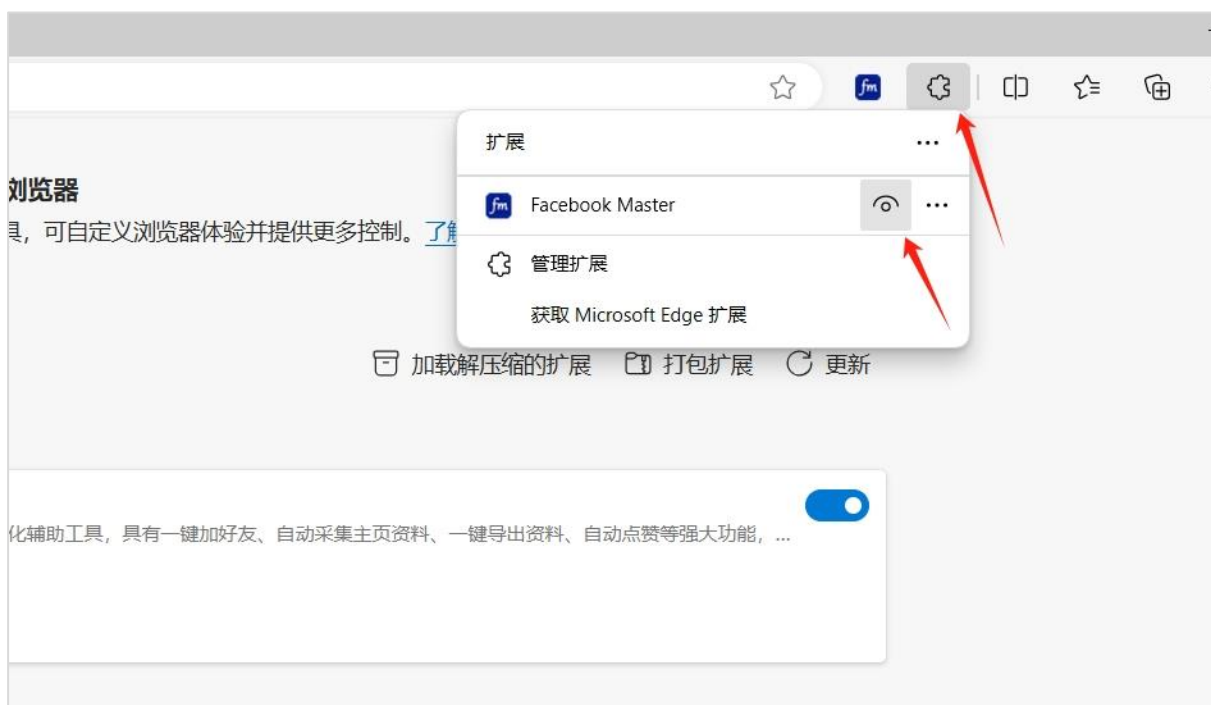 fm
扩展
浏览器
fm Facebook Master
具，可自定义浏览器体验并提供更多控制。了解
管理扩展
获取 Microsoft Edge 扩展
加载解压缩的扩展 打包扩展 更新
化辅助工具，具有一键加好友、自动采集主页资料、一键导出资料、自动点赞等强大功能，...